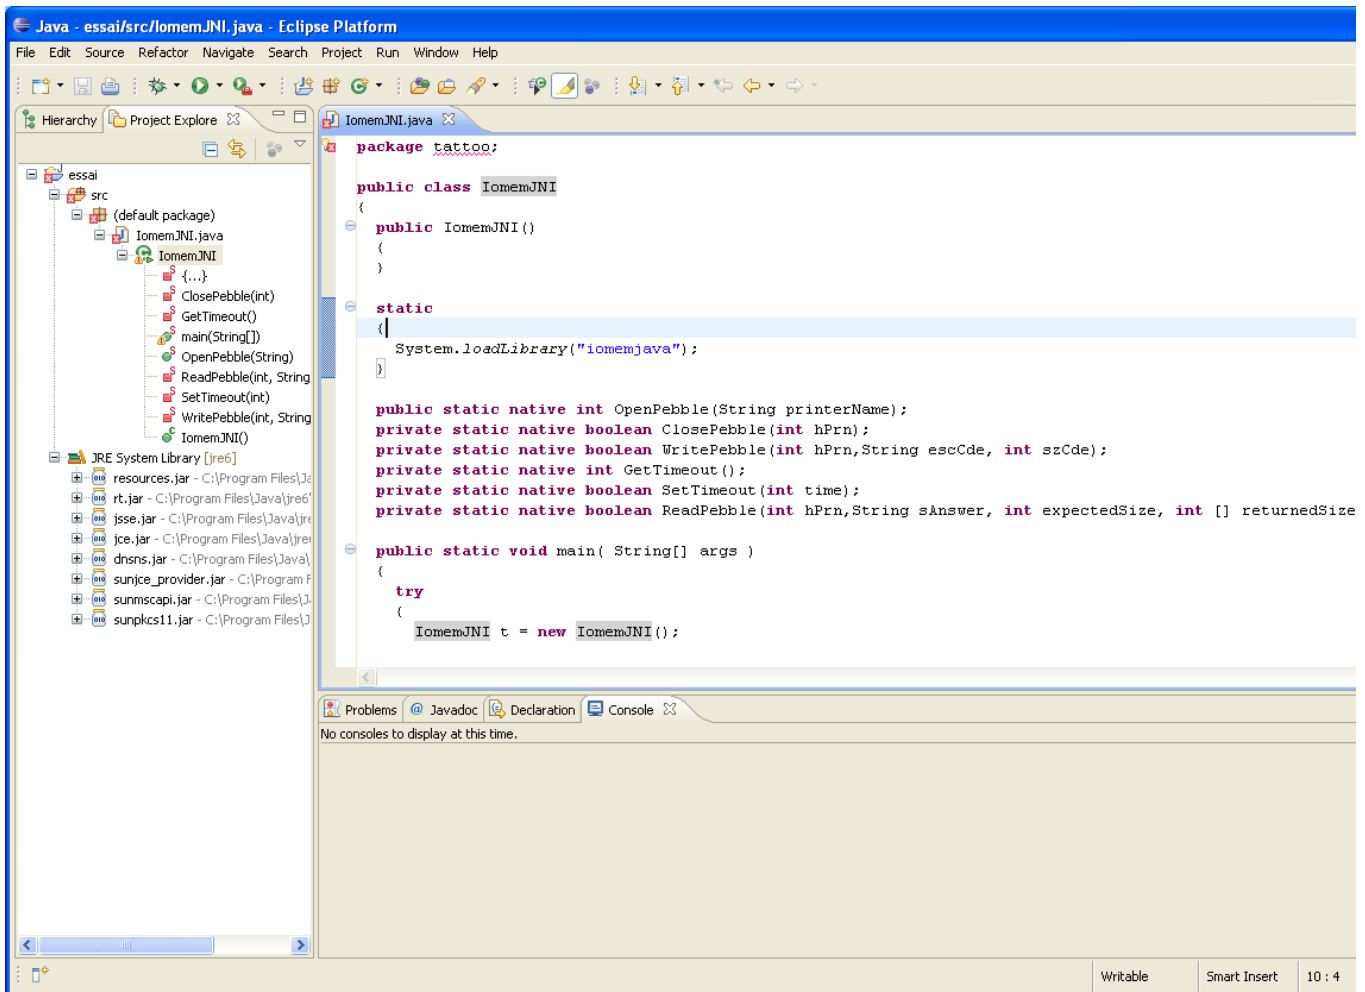 Java - essai/src/IomemJNI.java - Eclipse Platform
File Edit Source Refactor Navigate Search Project Run Window Help
Hierarchy Project Explore
essai
src
(default package)
IomemJNI.java
IomemJNI
{...}
ClosePebble(int)
GetTimeout()
main(String[])
OpenPebble(String)
ReadPebble(int, String
SetTimeout(int)
WritePebble(int, String
IomemJNI()
JRE System Library [jre6]
resources.jar - C:\Program Files\Ja
rt.jar - C:\Program Files\Java\jre6\
jsse.jar - C:\Program Files\Java\jre
jce.jar - C:\Program Files\Java\jre
dnsns.jar - C:\Program Files\Java\
sunjce_provider.jar - C:\Program F
sunmscapi.jar - C:\Program Files\J
sunpkcs11.jar - C:\Program Files\J
IomemJNI.java
package tattoo;
public class IomemJNI
{
public IomemJNI()
{
}
static
{
System.loadLibrary("iomemjava");
}
public static native int OpenPebble(String printerName);
private static native boolean ClosePebble(int hPrn);
private static native boolean WritePebble(int hPrn,String escCde, int szCde);
private static native int GetTimeout();
private static native boolean SetTimeout(int time);
private static native boolean ReadPebble(int hPrn,String sAnswer, int expectedSize, int [] returnedSize
public static void main( String[] args )
{
try
{
IomemJNI t = new IomemJNI();
Problems Javadoc Declaration Console
No consoles to display at this time.
Writable Smart Insert 10 : 4